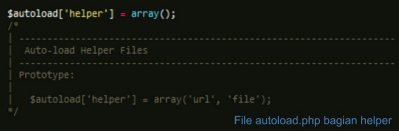 $autoload['helper'] = array();
/*
| -------------------------------------------------------------------
|  Auto-load Helper Files
| -------------------------------------------------------------------
| Prototype:
|
|   $autoload['helper'] = array('url', 'file');
*/
File autoload.php bagian helper